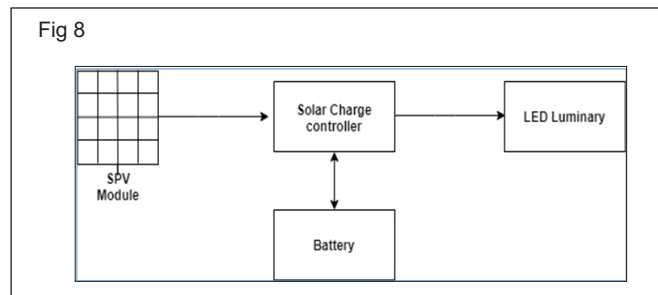 Fig 8
SPV
Module
Solar Charge
controller
LED Luminary
Battery